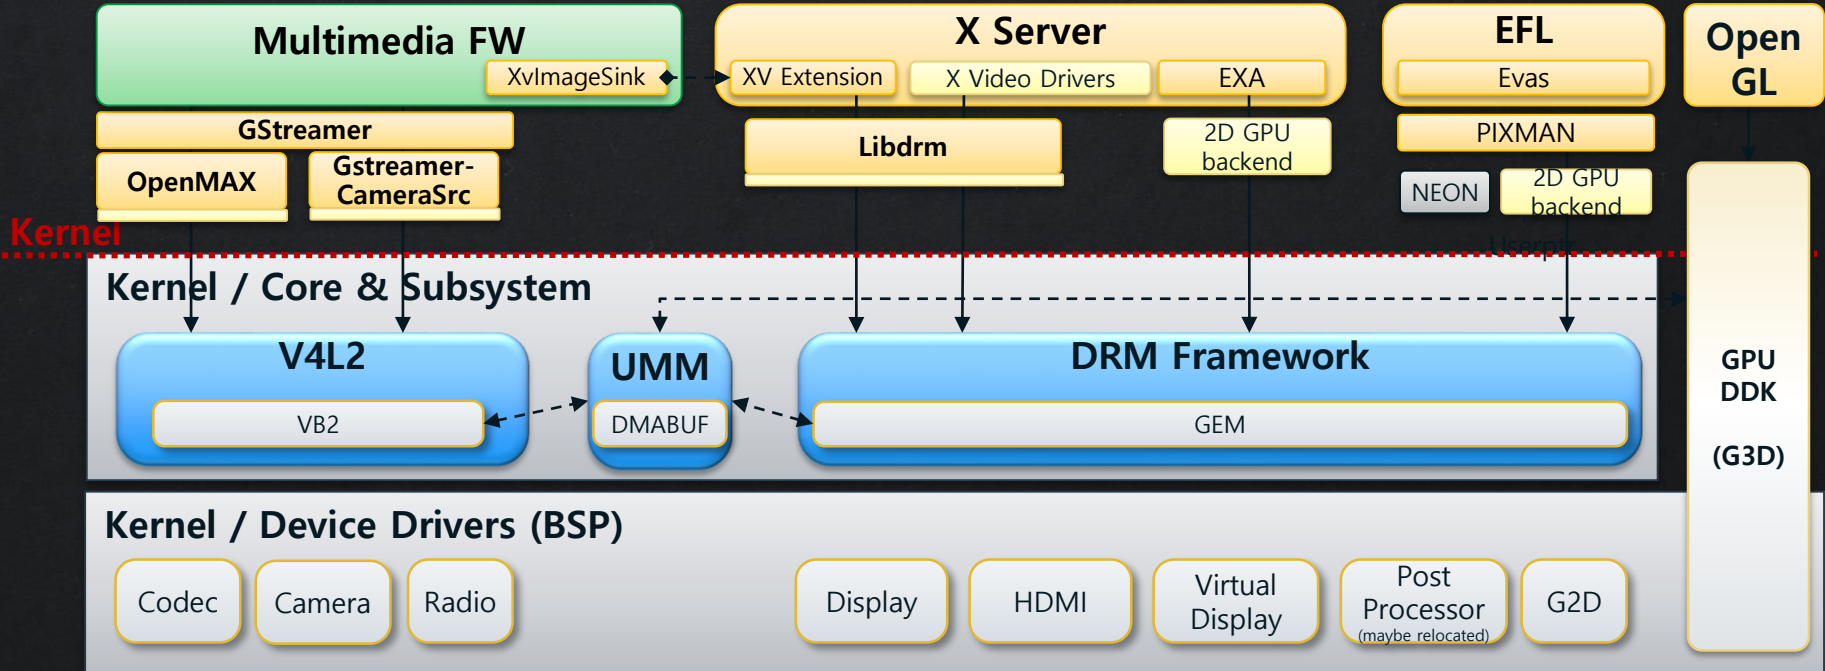 Multimedia FW
XvImageSink
X Server
XV Extension
X Video Drivers
EXA
EFL
Evas
Open
GL
GStreamer
OpenMAX
Gstreamer-
CameraSrc
Libdrm
2D GPU
backend
PIXMAN
NEON
2D GPU
backend
Kernel
Userptr
Kernel / Core & Subsystem
V4L2
VB2
UMM
DMABUF
DRM Framework
GEM
GPU
DDK
(G3D)
Kernel / Device Drivers (BSP)
Codec
Camera
Radio
Display
HDMI
Virtual
Display
Post
Processor
(maybe relocated)
G2D